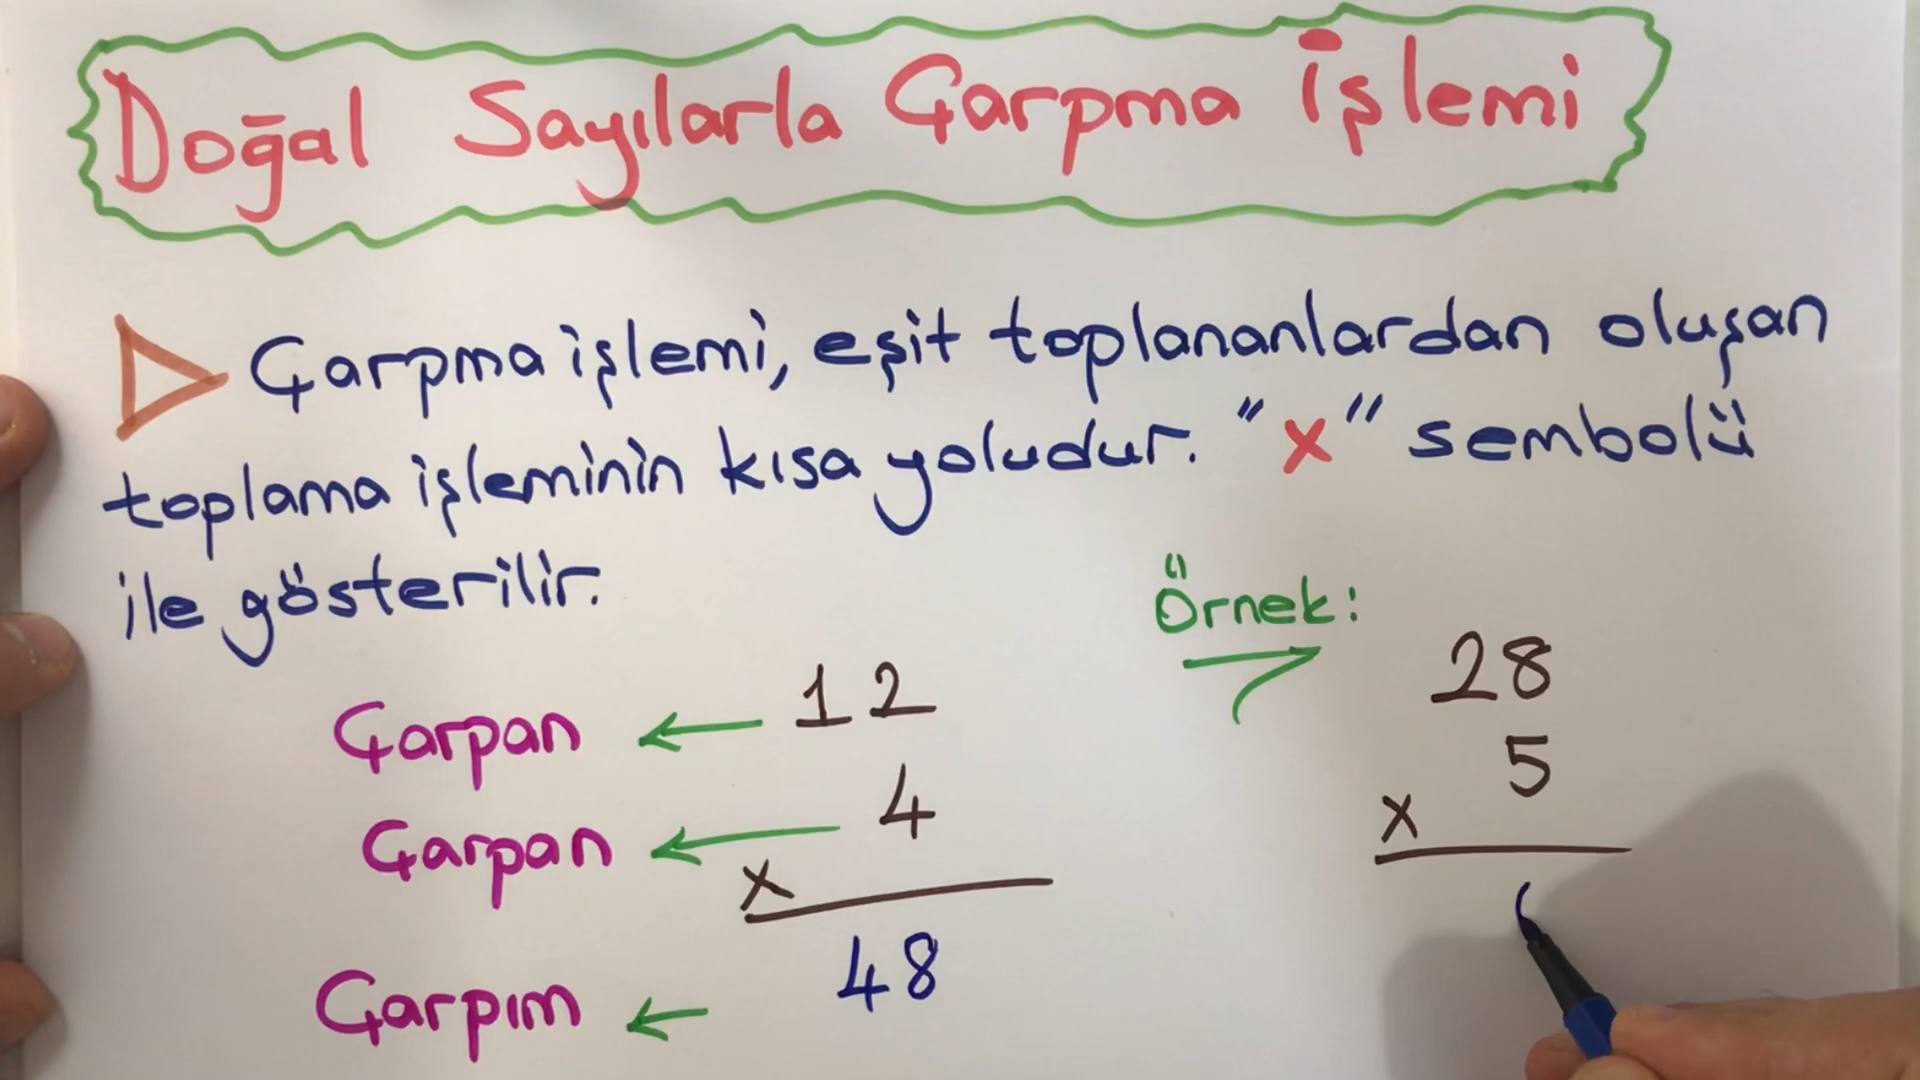 Doğal Sayılarla Çarpma İşlemi
Çarpma işlemi, eşit toplananlardan oluşan
toplama işleminin kısa yoludur. "x" sembolü
ile gösterilir.
Örnek:
Çarpan ← 12
Çarpan ← 4
x
Çarpım ← 48
28
5
x